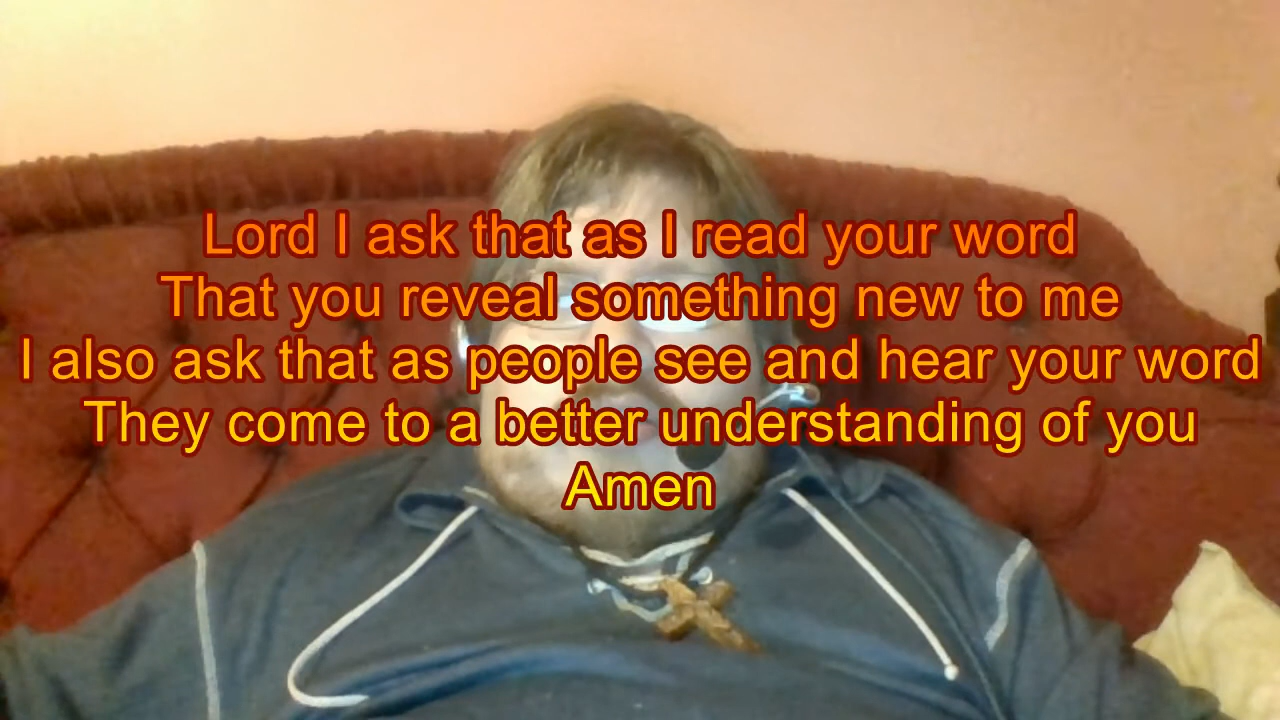 Lord I ask that as I read your word
That you reveal something new to me
I also ask that as people see and hear your word
They come to a better understanding of you
Amen